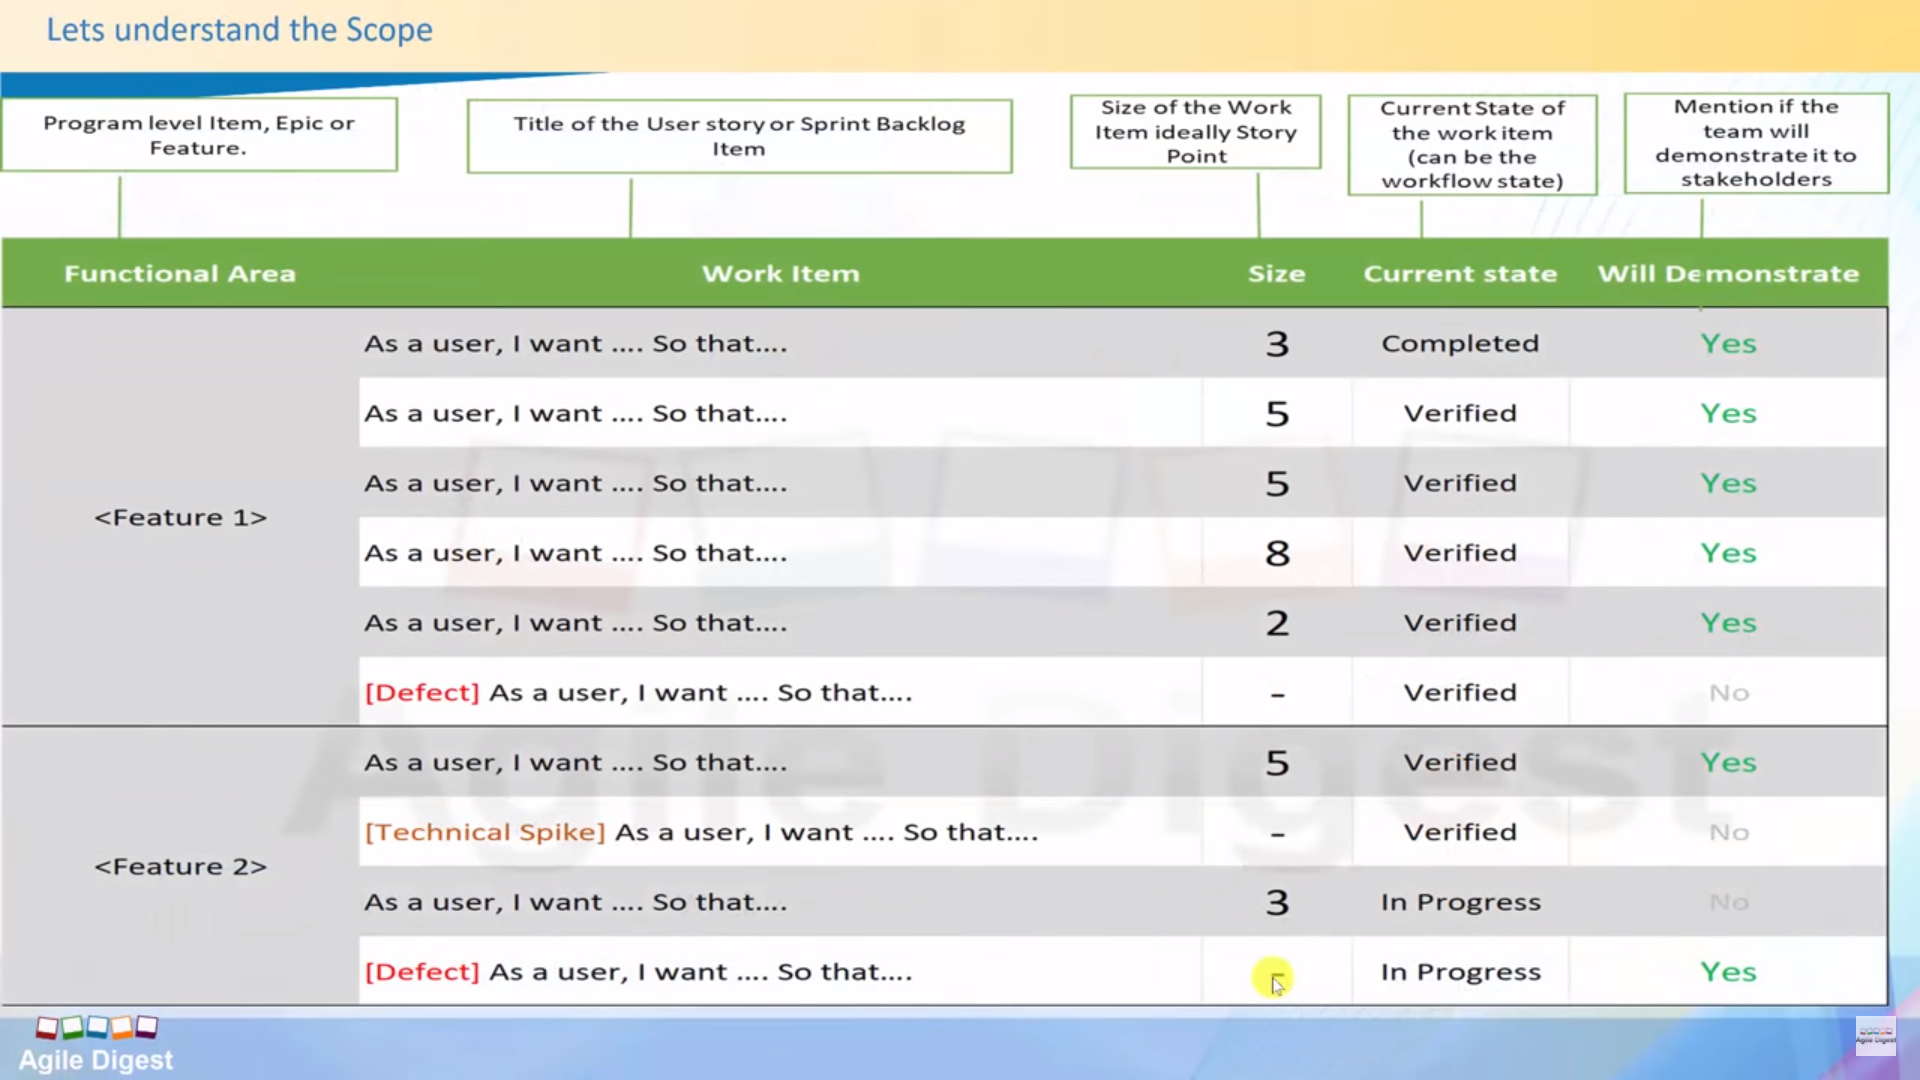 Lets understand the Scope
Program level Item, Epic or
Feature.
Title of the User story or Sprint Backlog
Item
Size of the Work
Item ideally Story
Point
Current State of
the work item
(can be the
workflow state)
Mention if the
team will
demonstrate it to
stakeholders
Functional Area Work Item Size Current state Will Demonstrate
As a user, I want .... So that.... 3 Completed Yes
As a user, I want .... So that.... 5 Verified Yes
As a user, I want .... So that.... 5 Verified Yes
<Feature 1>
As a user, I want .... So that.... 8 Verified Yes
As a user, I want .... So that.... 2 Verified Yes
[Defect] As a user, I want .... So that.... - Verified No
As a user, I want .... So that.... 5 Verified Yes
[Technical Spike] As a user, I want .... So that.... - Verified No
<Feature 2>
As a user, I want .... So that.... 3 In Progress No
[Defect] As a user, I want .... So that.... - In Progress Yes
Agile Digest
Agile Digest
Agile Digest